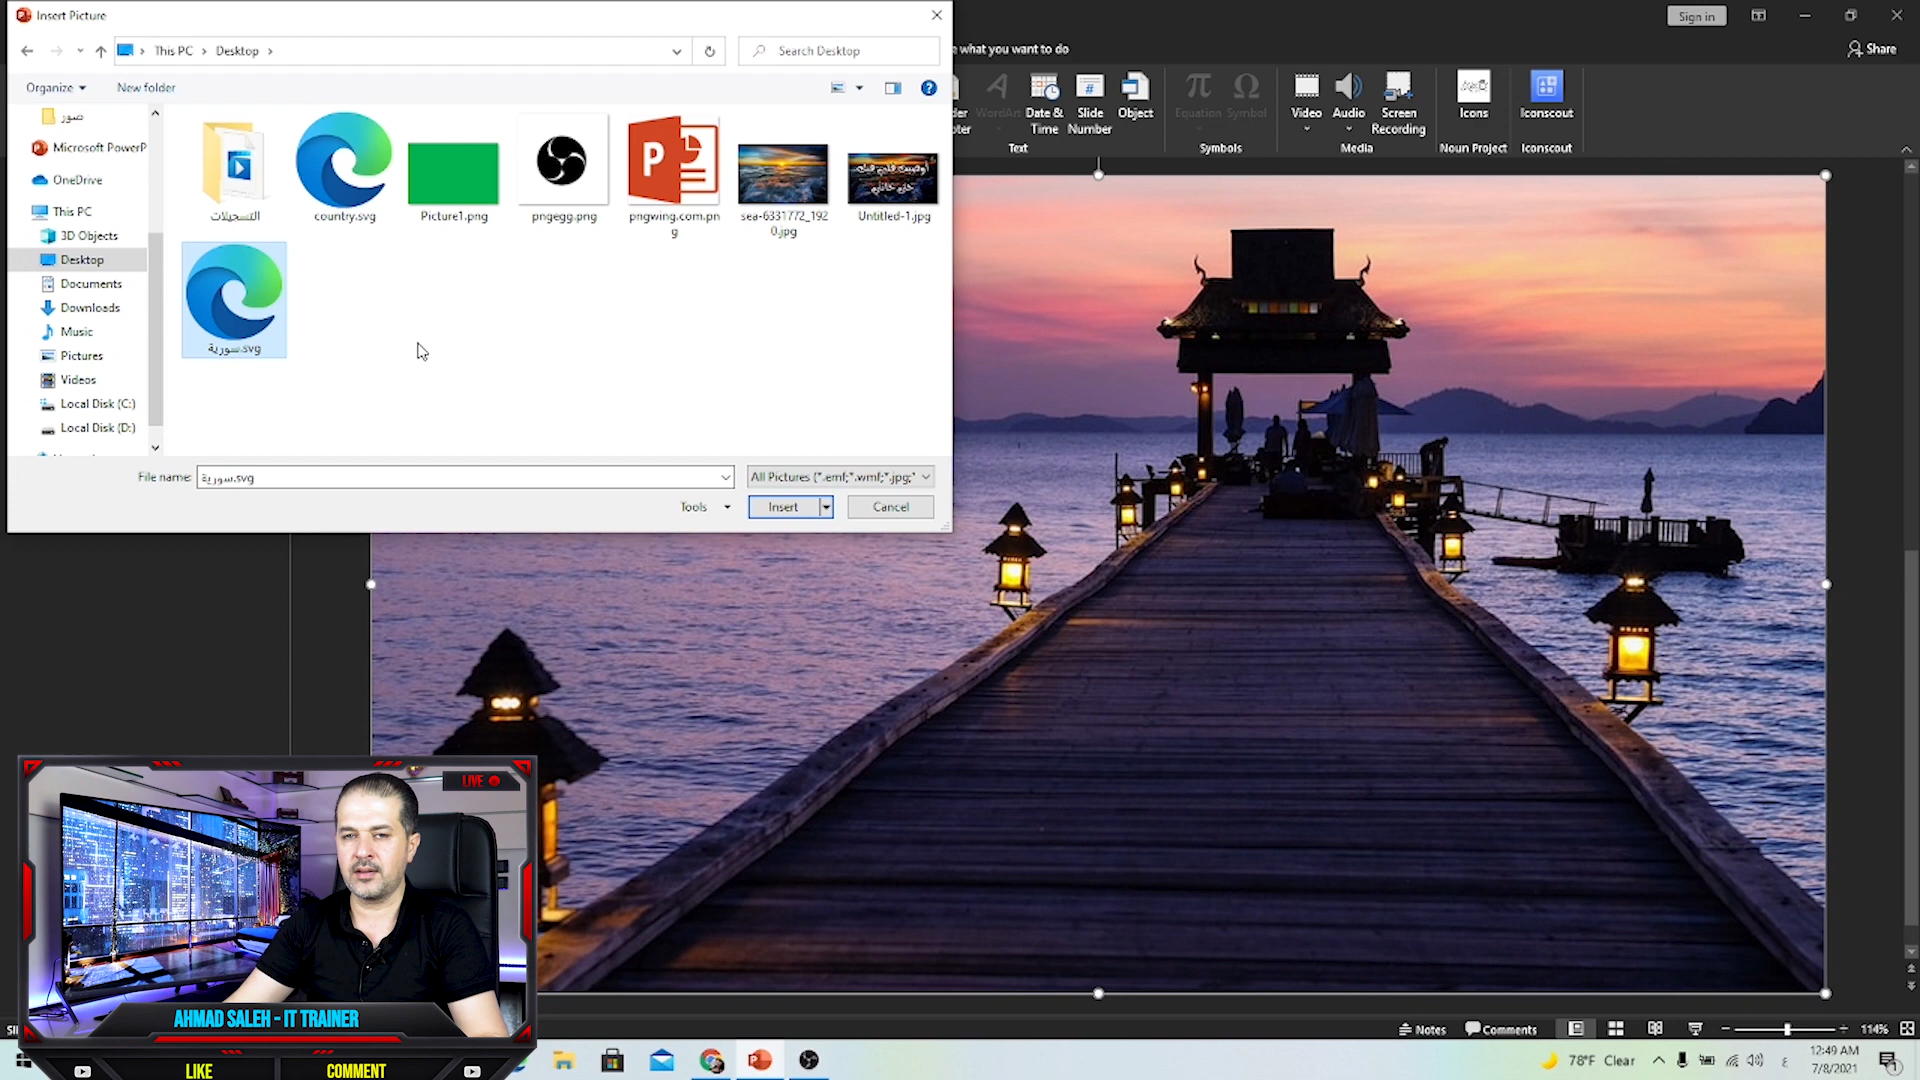 Insert Picture
Sign in
This PC
Desktop
Search Desktop
what you want to do
Share
Organize
New folder
صور
Microsoft PowerP
OneDrive
This PC
3D Objects
Desktop
Documents
Downloads
Music
Pictures
Videos
Local Disk (C:)
Local Disk (D:)
التسجيلات
country.svg
Picture1.png
pngegg.png
pngwing.com.pn
g
sea-6331772_192
0.jpg
Untitled-1.jpg
سورية.svg
WordArt
Date &
Time
Slide
Number
Object
Text
Equation
Symbol
Symbols
Video
Audio
Screen
Recording
Media
Icons
Noun Project
Iconscout
Iconscout
File name:
سورية.svg
All Pictures (*.emf;*.wmf;*.jpg;*
Tools
Insert
Cancel
LIVE
AHMAD SALEH - IT TRAINER
LIKE
COMMENT
Notes
Comments
114%
78°F Clear
ع
12:49 AM
7/8/2021